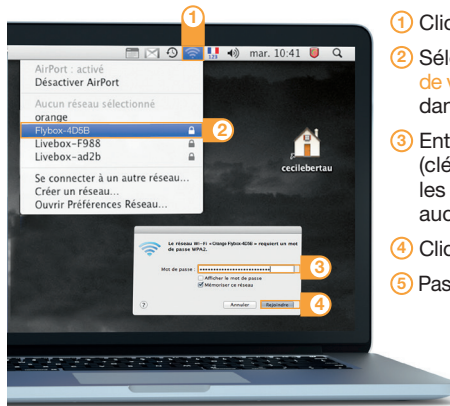 1
mar. 10:41
AirPort : activé
Désactiver AirPort
Aucun réseau sélectionné
orange
Flybox-4D5B
2
Livebox-F988
Livebox-ad2b
Se connecter à un autre réseau...
Créer un réseau...
Ouvrir Préférences Réseau...
cecilebertau
Le réseau Wi-Fi «Orange Flybox-4D5B» requiert un mot
de passe WPA2.
Mot de passe :
3
Afficher le mot de passe
Mémoriser ce réseau
?
Annuler
Rejoindre
4
1 Clic
2 Séle
de v
dans
3 Ent
(clé
les
auc
4 Clic
5 Pas